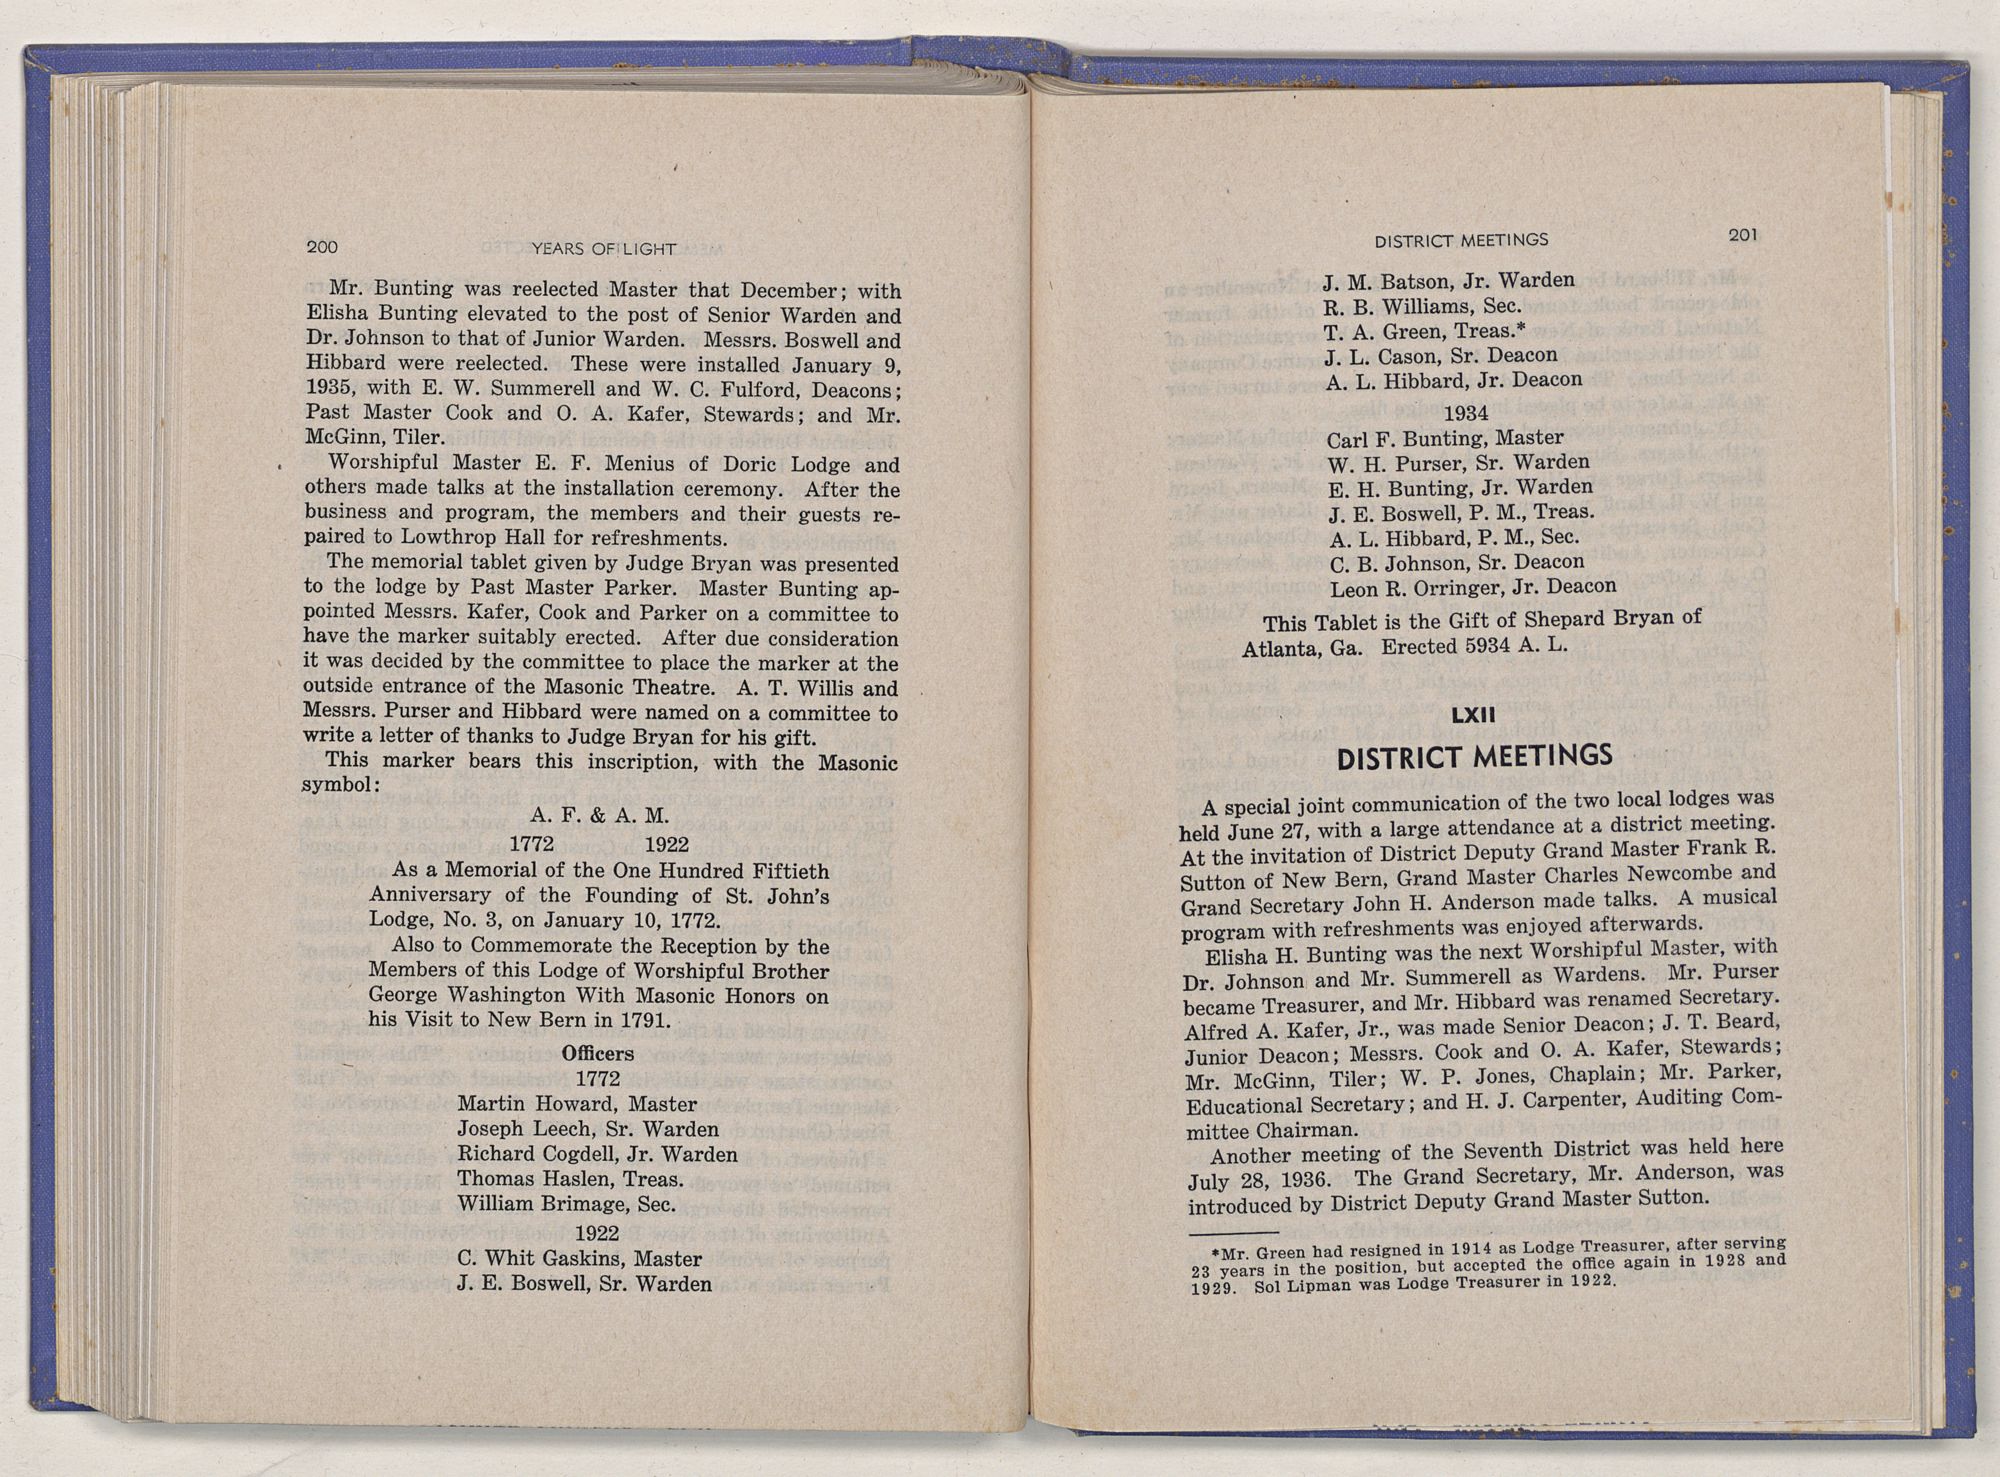 200
YEARS OF LIGHT
Mr. Bunting was reelected Master that December; with
Elisha Bunting elevated to the post of Senior Warden and
Dr. Johnson to that of Junior Warden. Messrs. Boswell and
Hibbard were reelected. These were installed January 9,
1935, with E. W. Summerell and W. C. Fulford, Deacons;
Past Master Cook and O. A. Kafer, Stewards; and Mr.
McGinn, Tiler.
Worshipful Master E. F. Menius of Doric Lodge and
others made talks at the installation ceremony. After the
business and program, the members and their guests re-
paired to Lowthrop Hall for refreshments.
The memorial tablet given by Judge Bryan was presented
to the lodge by Past Master Parker. Master Bunting ap-
pointed Messrs. Kafer, Cook and Parker on a committee to
have the marker suitably erected. After due consideration
it was decided by the committee to place the marker at the
outside entrance of the Masonic Theatre. A. T. Willis and
Messrs. Purser and Hibbard were named on a committee to
write a letter of thanks to Judge Bryan for his gift.
This marker bears this inscription, with the Masonic
symbol:
A. F. & A. M.
1772 1922
As a Memorial of the One Hundred Fiftieth
Anniversary of the Founding of St. John's
Lodge, No. 3, on January 10, 1772.
Also to Commemorate the Reception by the
Members of this Lodge of Worshipful Brother
George Washington With Masonic Honors on
his Visit to New Bern in 1791.
Officers
1772
Martin Howard, Master
Joseph Leech, Sr. Warden
Richard Cogdell, Jr. Warden
Thomas Haslen, Treas.
William Brimage, Sec.
1922
C. Whit Gaskins, Master
J. E. Boswell, Sr. Warden
DISTRICT MEETINGS
201
J. M. Batson, Jr. Warden
R. B. Williams, Sec.
T. A. Green, Treas.*
J. L. Cason, Sr. Deacon
A. L. Hibbard, Jr. Deacon
1934
Carl F. Bunting, Master
W. H. Purser, Sr. Warden
E. H. Bunting, Jr. Warden
J. E. Boswell, P. M., Treas.
A. L. Hibbard, P. M., Sec.
C. B. Johnson, Sr. Deacon
Leon R. Orringer, Jr. Deacon
This Tablet is the Gift of Shepard Bryan of
Atlanta, Ga. Erected 5934 A. L.
LXII
DISTRICT MEETINGS
A special joint communication of the two local lodges was
held June 27, with a large attendance at a district meeting.
At the invitation of District Deputy Grand Master Frank R.
Sutton of New Bern, Grand Master Charles Newcombe and
Grand Secretary John H. Anderson made talks. A musical
program with refreshments was enjoyed afterwards.
Elisha H. Bunting was the next Worshipful Master, with
Dr. Johnson and Mr. Summerell as Wardens. Mr. Purser
became Treasurer, and Mr. Hibbard was renamed Secretary.
Alfred A. Kafer, Jr., was made Senior Deacon; J. T. Beard,
Junior Deacon; Messrs. Cook and O. A. Kafer, Stewards;
Mr. McGinn, Tiler; W. P. Jones, Chaplain; Mr. Parker,
Educational Secretary; and H. J. Carpenter, Auditing Com-
mittee Chairman.
Another meeting of the Seventh District was held here
July 28, 1936. The Grand Secretary, Mr. Anderson, was
introduced by District Deputy Grand Master Sutton.
*Mr. Green had resigned in 1914 as Lodge Treasurer, after serving
23 years in the position, but accepted the office again in 1928 and
1929. Sol Lipman was Lodge Treasurer in 1922.